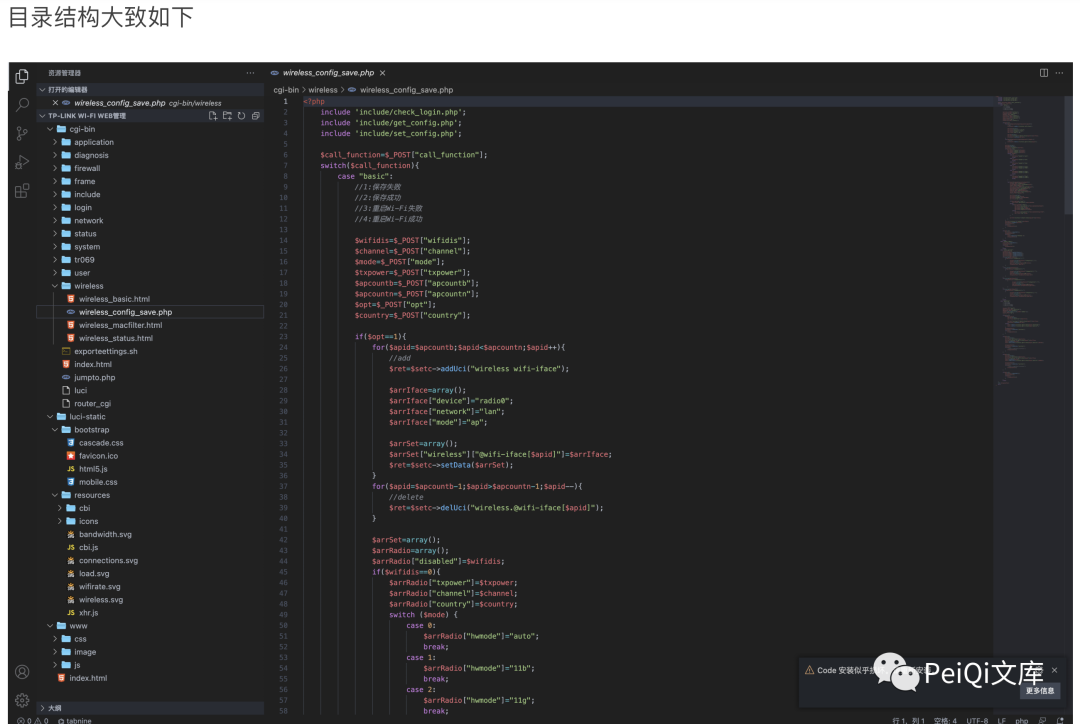 目录结构大致如下
资源管理器
打开的编辑器
wireless_config_save.php cgi-bin/wireless
TP-LINK WI-FI WEB管理
cgi-bin
application
diagnosis
firewall
frame
include
login
network
status
system
tr069
user
wireless
wireless_basic.html
wireless_config_save.php
wireless_macfilter.html
wireless_status.html
exporteettings.sh
index.html
jumpto.php
luci
router_cgi
luci-static
bootstrap
cascade.css
favicon.ico
html5.js
mobile.css
resources
cbi
icons
bandwidth.svg
cbi.js
connections.svg
load.svg
wifirate.svg
wireless.svg
xhr.js
www
css
image
js
index.html
大纲
wireless_config_save.php
cgi-bin > wireless > wireless_config_save.php
1 <?php
2 include 'include/check_login.php';
3 include 'include/get_config.php';
4 include 'include/set_config.php';
5
6 $call_function=$_POST["call_function"];
7 switch($call_function){
8 case "basic":
9 //1:保存失败
10 //2:保存成功
11 //3:重启Wi-Fi失败
12 //4:重启Wi-Fi成功
13
14 $wifidis=$_POST["wifidis"];
15 $channel=$_POST["channel"];
16 $mode=$_POST["mode"];
17 $txpower=$_POST["txpower"];
18 $apcountb=$_POST["apcountb"];
19 $apcountn=$_POST["apcountn"];
20 $opt=$_POST["opt"];
21 $country=$_POST["country"];
22
23 if($opt==1){
24 for($apid=$apcountb;$apid<$apcountn;$apid++){
25 //add
26 $ret=$setc->addUci("wireless wifi-iface");
27
28 $arrIface=array();
29 $arrIface["device"]="radio0";
30 $arrIface["network"]="lan";
31 $arrIface["mode"]="ap";
32
33 $arrSet=array();
34 $arrSet["wireless"]["@wifi-iface[$apid]"]=$arrIface;
35 $ret=$setc->setData($arrSet);
36 }
37 for($apid=$apcountb-1;$apid>$apcountn-1;$apid--){
38 //delete
39 $ret=$setc->delUci("wireless.@wifi-iface[$apid]");
40 }
41
42 $arrSet=array();
43 $arrRadio=array();
44 $arrRadio["disabled"]=$wifidis;
45 if($wifidis==0){
46 $arrRadio["txpower"]=$txpower;
47 $arrRadio["channel"]=$channel;
48 $arrRadio["country"]=$country;
49 switch ($mode) {
50 case 0:
51 $arrRadio["hwmode"]="auto";
52 break;
53 case 1:
54 $arrRadio["hwmode"]="11b";
55 break;
56 case 2:
57 $arrRadio["hwmode"]="11g";
58 break;
Code 安装似乎
PeiQi文库
更多信息
0 0 tabnine
行 1，列 1 空格: 4 UTF-8 LF php